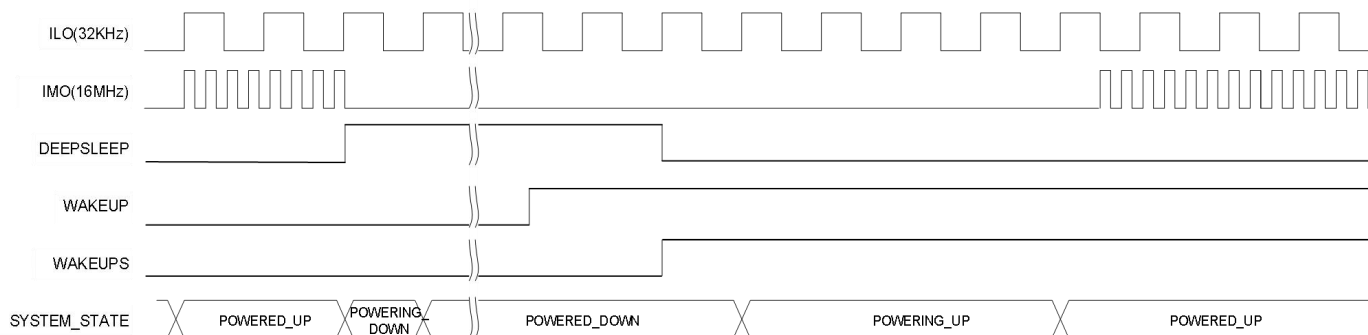 ILO(32KHz)
IMO(16MHz)
DEEPSLEEP
WAKEUP
WAKEUPS
SYSTEM_STATE
POWERED_UP
POWERING_
DOWN
POWERED_DOWN
POWERING_UP
POWERED_UP